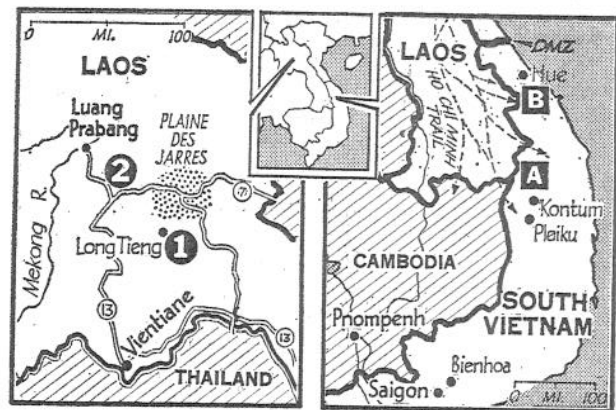 0 MI. 100
LAOS
Luang
Prabang
PLAINE
DES
JARRES
2
7
Mekong R.
Long Tieng
1
13
Vientiane
13
THAILAND
LAOS
DMZ
Hue
HO CHI MINH
TRAIL
B
A
Kontum
Pleiku
CAMBODIA
SOUTH
VIETNAM
Pnompenh
Bienhoa
Saigon
0 MI. 100